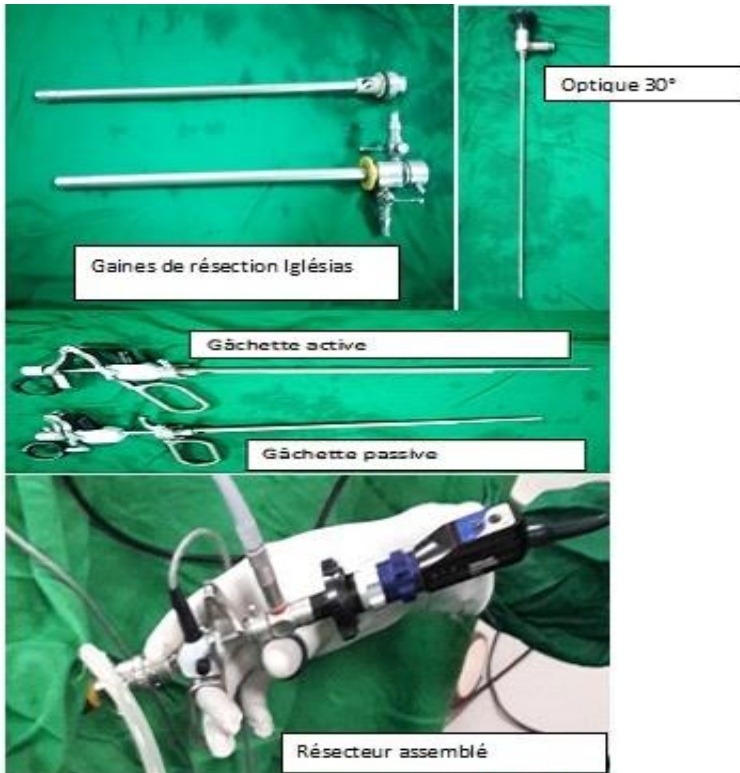 Optique 30°
Gaines de résection Iglésias
Gâchette active
Gâchette passive
Résecteur assemblé